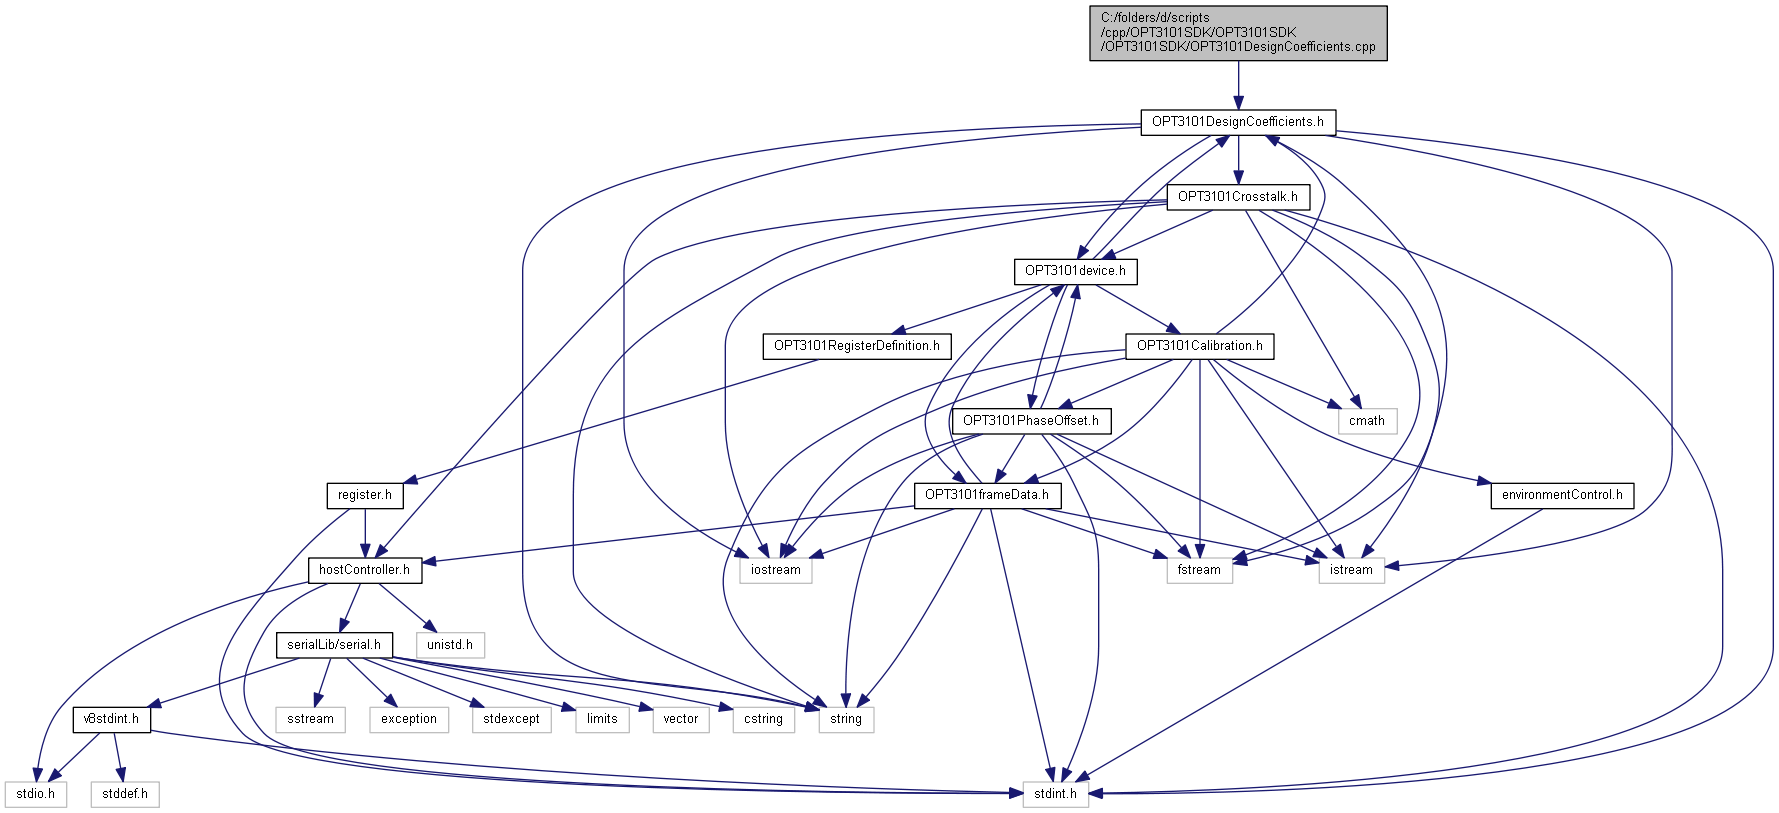 C:/folders/d/scripts
/cpp/OPT3101SDK/OPT3101SDK
/OPT3101SDK/OPT3101DesignCoefficients.cpp
OPT3101DesignCoefficients.h
OPT3101Crosstalk.h
OPT3101device.h
OPT3101RegisterDefinition.h
OPT3101Calibration.h
OPT3101PhaseOffset.h
cmath
register.h
OPT3101frameData.h
environmentControl.h
hostController.h
iostream
fstream
istream
serialLib/serial.h
unistd.h
v8stdint.h
sstream
exception
stdexcept
limits
vector
cstring
string
stdio.h
stddef.h
stdint.h